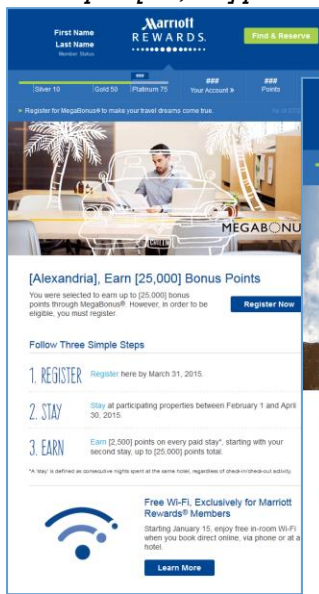 First Name
Last Name
Member Status
Marriott
REWARDS.
Find & Reserve
###
Silver 10
Gold 50
Platinum 75
###
Your Account »
###
Points
▸ Register for MegaBonus® to make your travel dreams come true.
MEGABONU
[Alexandria], Earn [25,000] Bonus Points
You were selected to earn up to [25,000] bonus
points through MegaBonus®. However, in order to be
eligible, you must register.
Register Now
Follow Three Simple Steps
1. REGISTER
Register here by March 31, 2015.
2. STAY
Stay at participating properties between February 1 and April
30, 2015.
3. EARN
Earn [2,500] points on every paid stay*, starting with your
second stay, up to [25,000] points total.
*A 'stay' is defined as consecutive nights spent at the same hotel, regardless of check-in/check-out activity.
Free Wi-Fi, Exclusively for Marriott
Rewards® Members
Starting January 15, enjoy free in-room Wi-Fi
when you book direct online, via phone or at a
hotel.
Learn More